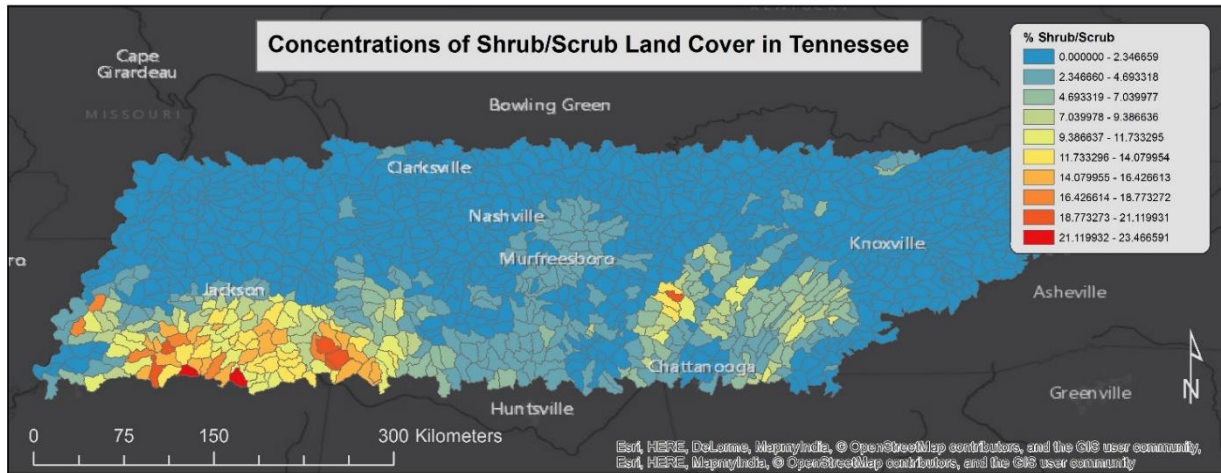 KENTUCKY
Concentrations of Shrub/Scrub Land Cover in Tennessee
Cape
Girardeau
MISSOURI
Bowling Green
Clarksville
Nashville
Murfreesboro
Knoxville
Jackson
Asheville
Chattanooga
Greenville
Huntsville
ro
% Shrub/Scrub
0.000000 - 2.346659
2.346660 - 4.693318
4.693319 - 7.039977
7.039978 - 9.386636
9.386637 - 11.733295
11.733296 - 14.079954
14.079955 - 16.426613
16.426614 - 18.773272
18.773273 - 21.119931
21.119932 - 23.466591
N
0 75 150 300 Kilometers
Esri, HERE, DeLorme, MapmyIndia, © OpenStreetMap contributors, and the GIS user community,
Esri, HERE, MapmyIndia, © OpenStreetMap contributors, and the GIS user community